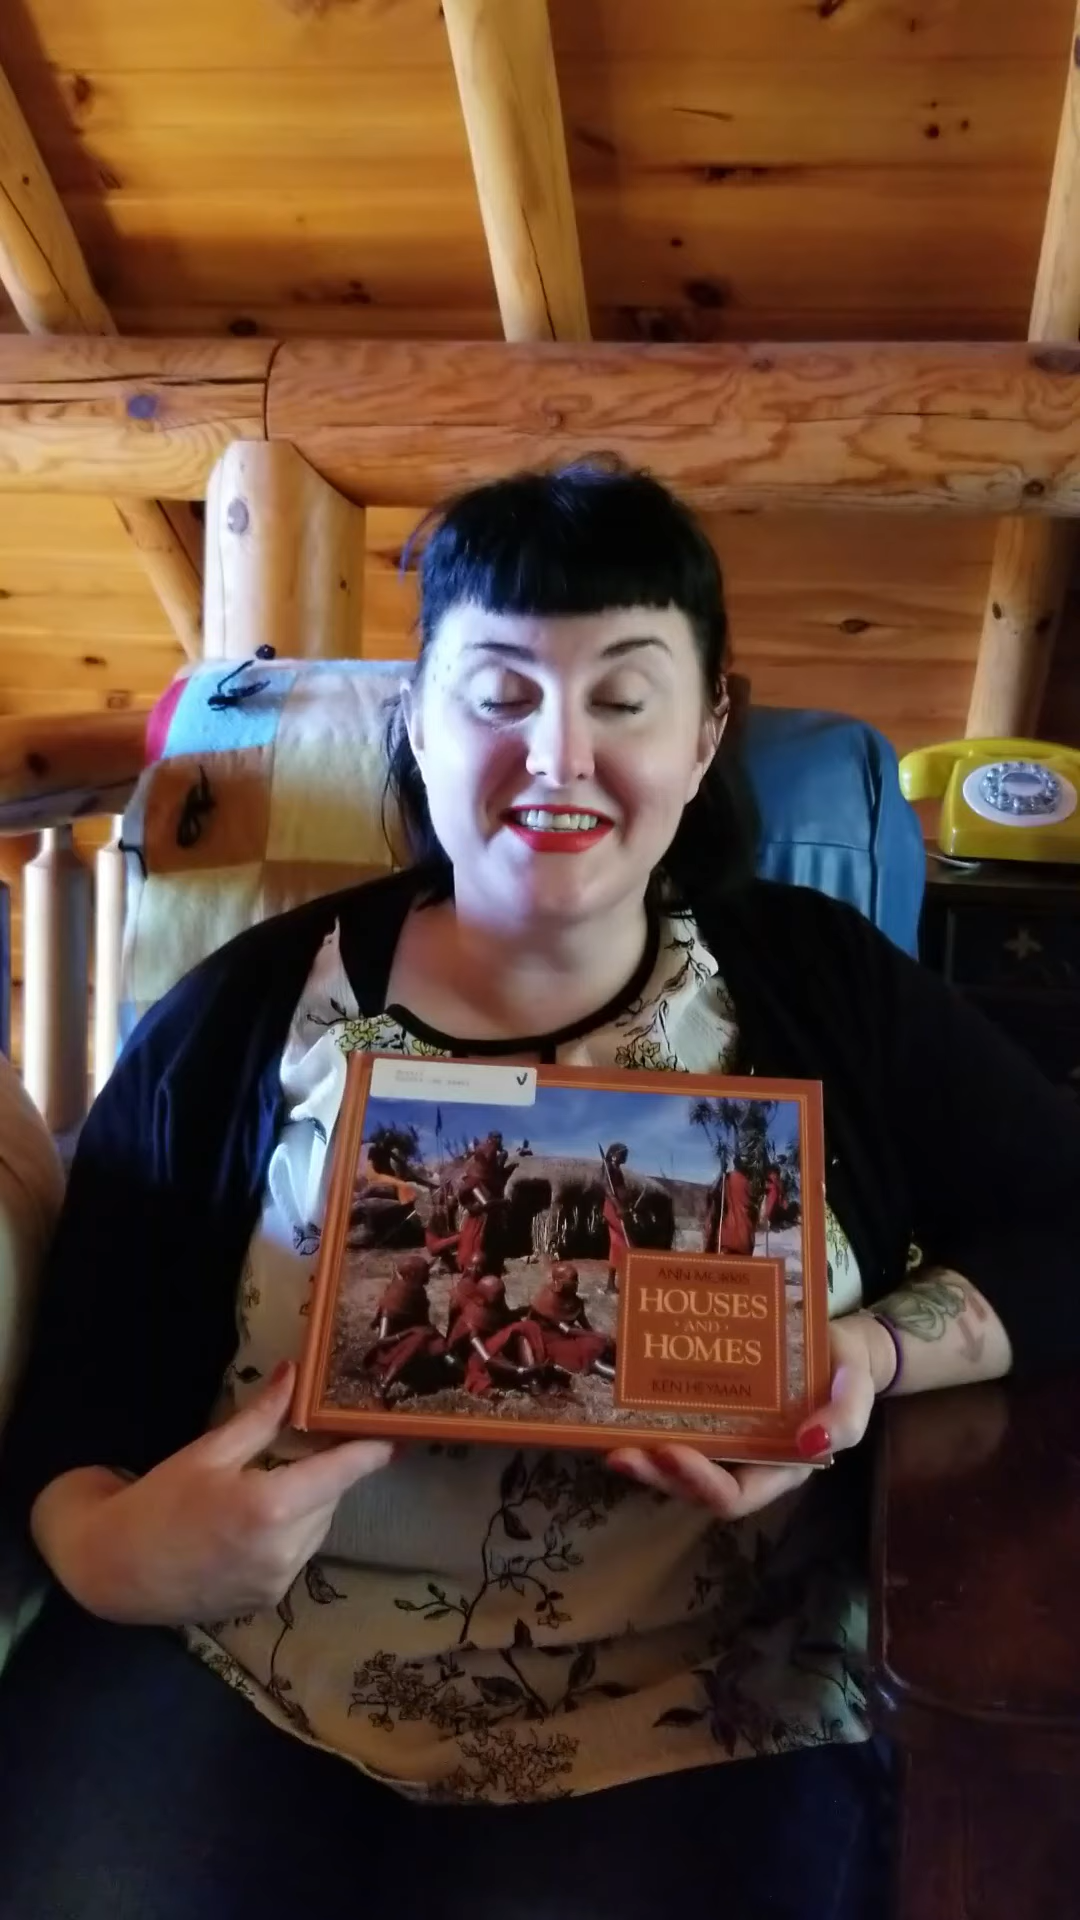 ANN MORRIS
HOUSES
· AND ·
HOMES
KEN HEYMAN